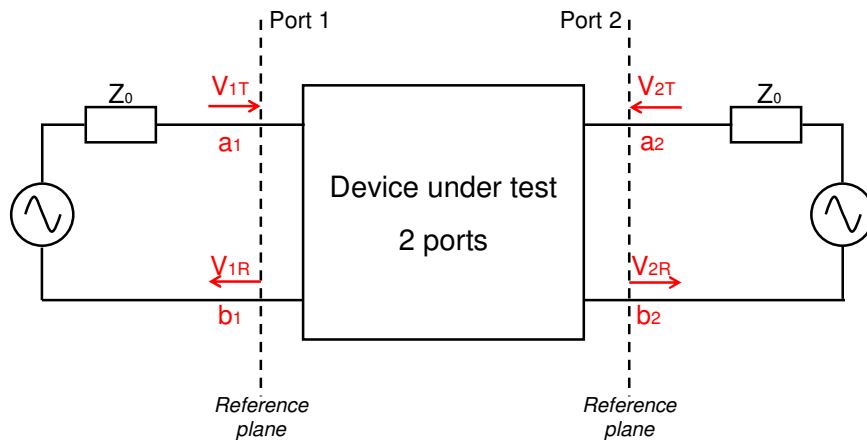 Port 1
Port 2
V1T
V2T
Z0
Z0
a1
a2
Device under test
2 ports
V1R
V2R
b1
b2
Reference
plane
Reference
plane